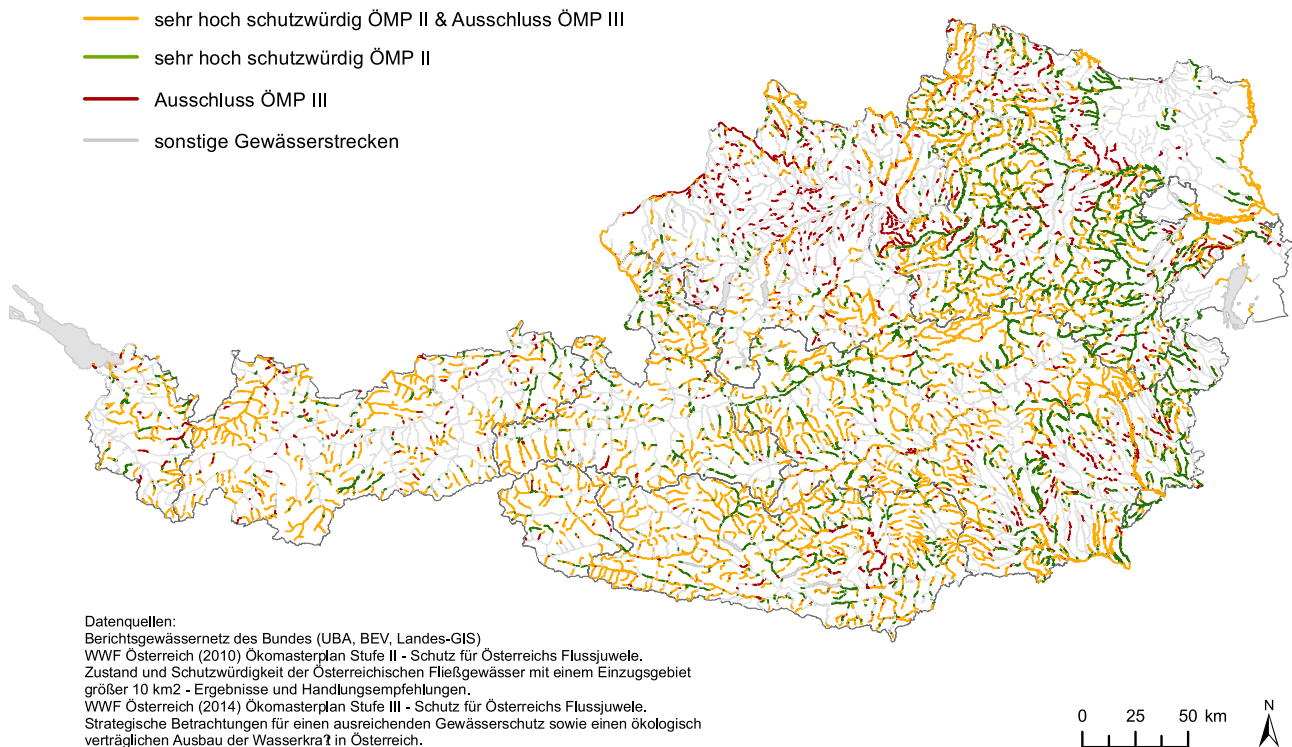 sehr hoch schutzwürdig ÖMP II & Ausschluss ÖMP III
sehr hoch schutzwürdig ÖMP II
Ausschluss ÖMP III
sonstige Gewässerstrecken
Datenquellen:
Berichtsgewässernetz des Bundes (UBA, BEV, Landes-GIS)
WWF Österreich (2010) Ökomasterplan Stufe II - Schutz für Österreichs Flussjuwele.
Zustand und Schutzwürdigkeit der Österreichischen Fließgewässer mit einem Einzugsgebiet
größer 10 km2 - Ergebnisse und Handlungsempfehlungen.
WWF Österreich (2014) Ökomasterplan Stufe III - Schutz für Österreichs Flussjuwele.
Strategische Betrachtungen für einen ausreichenden Gewässerschutz sowie einen ökologisch
verträglichen Ausbau der Wasserkra? in Österreich.
0 25 50 km
N